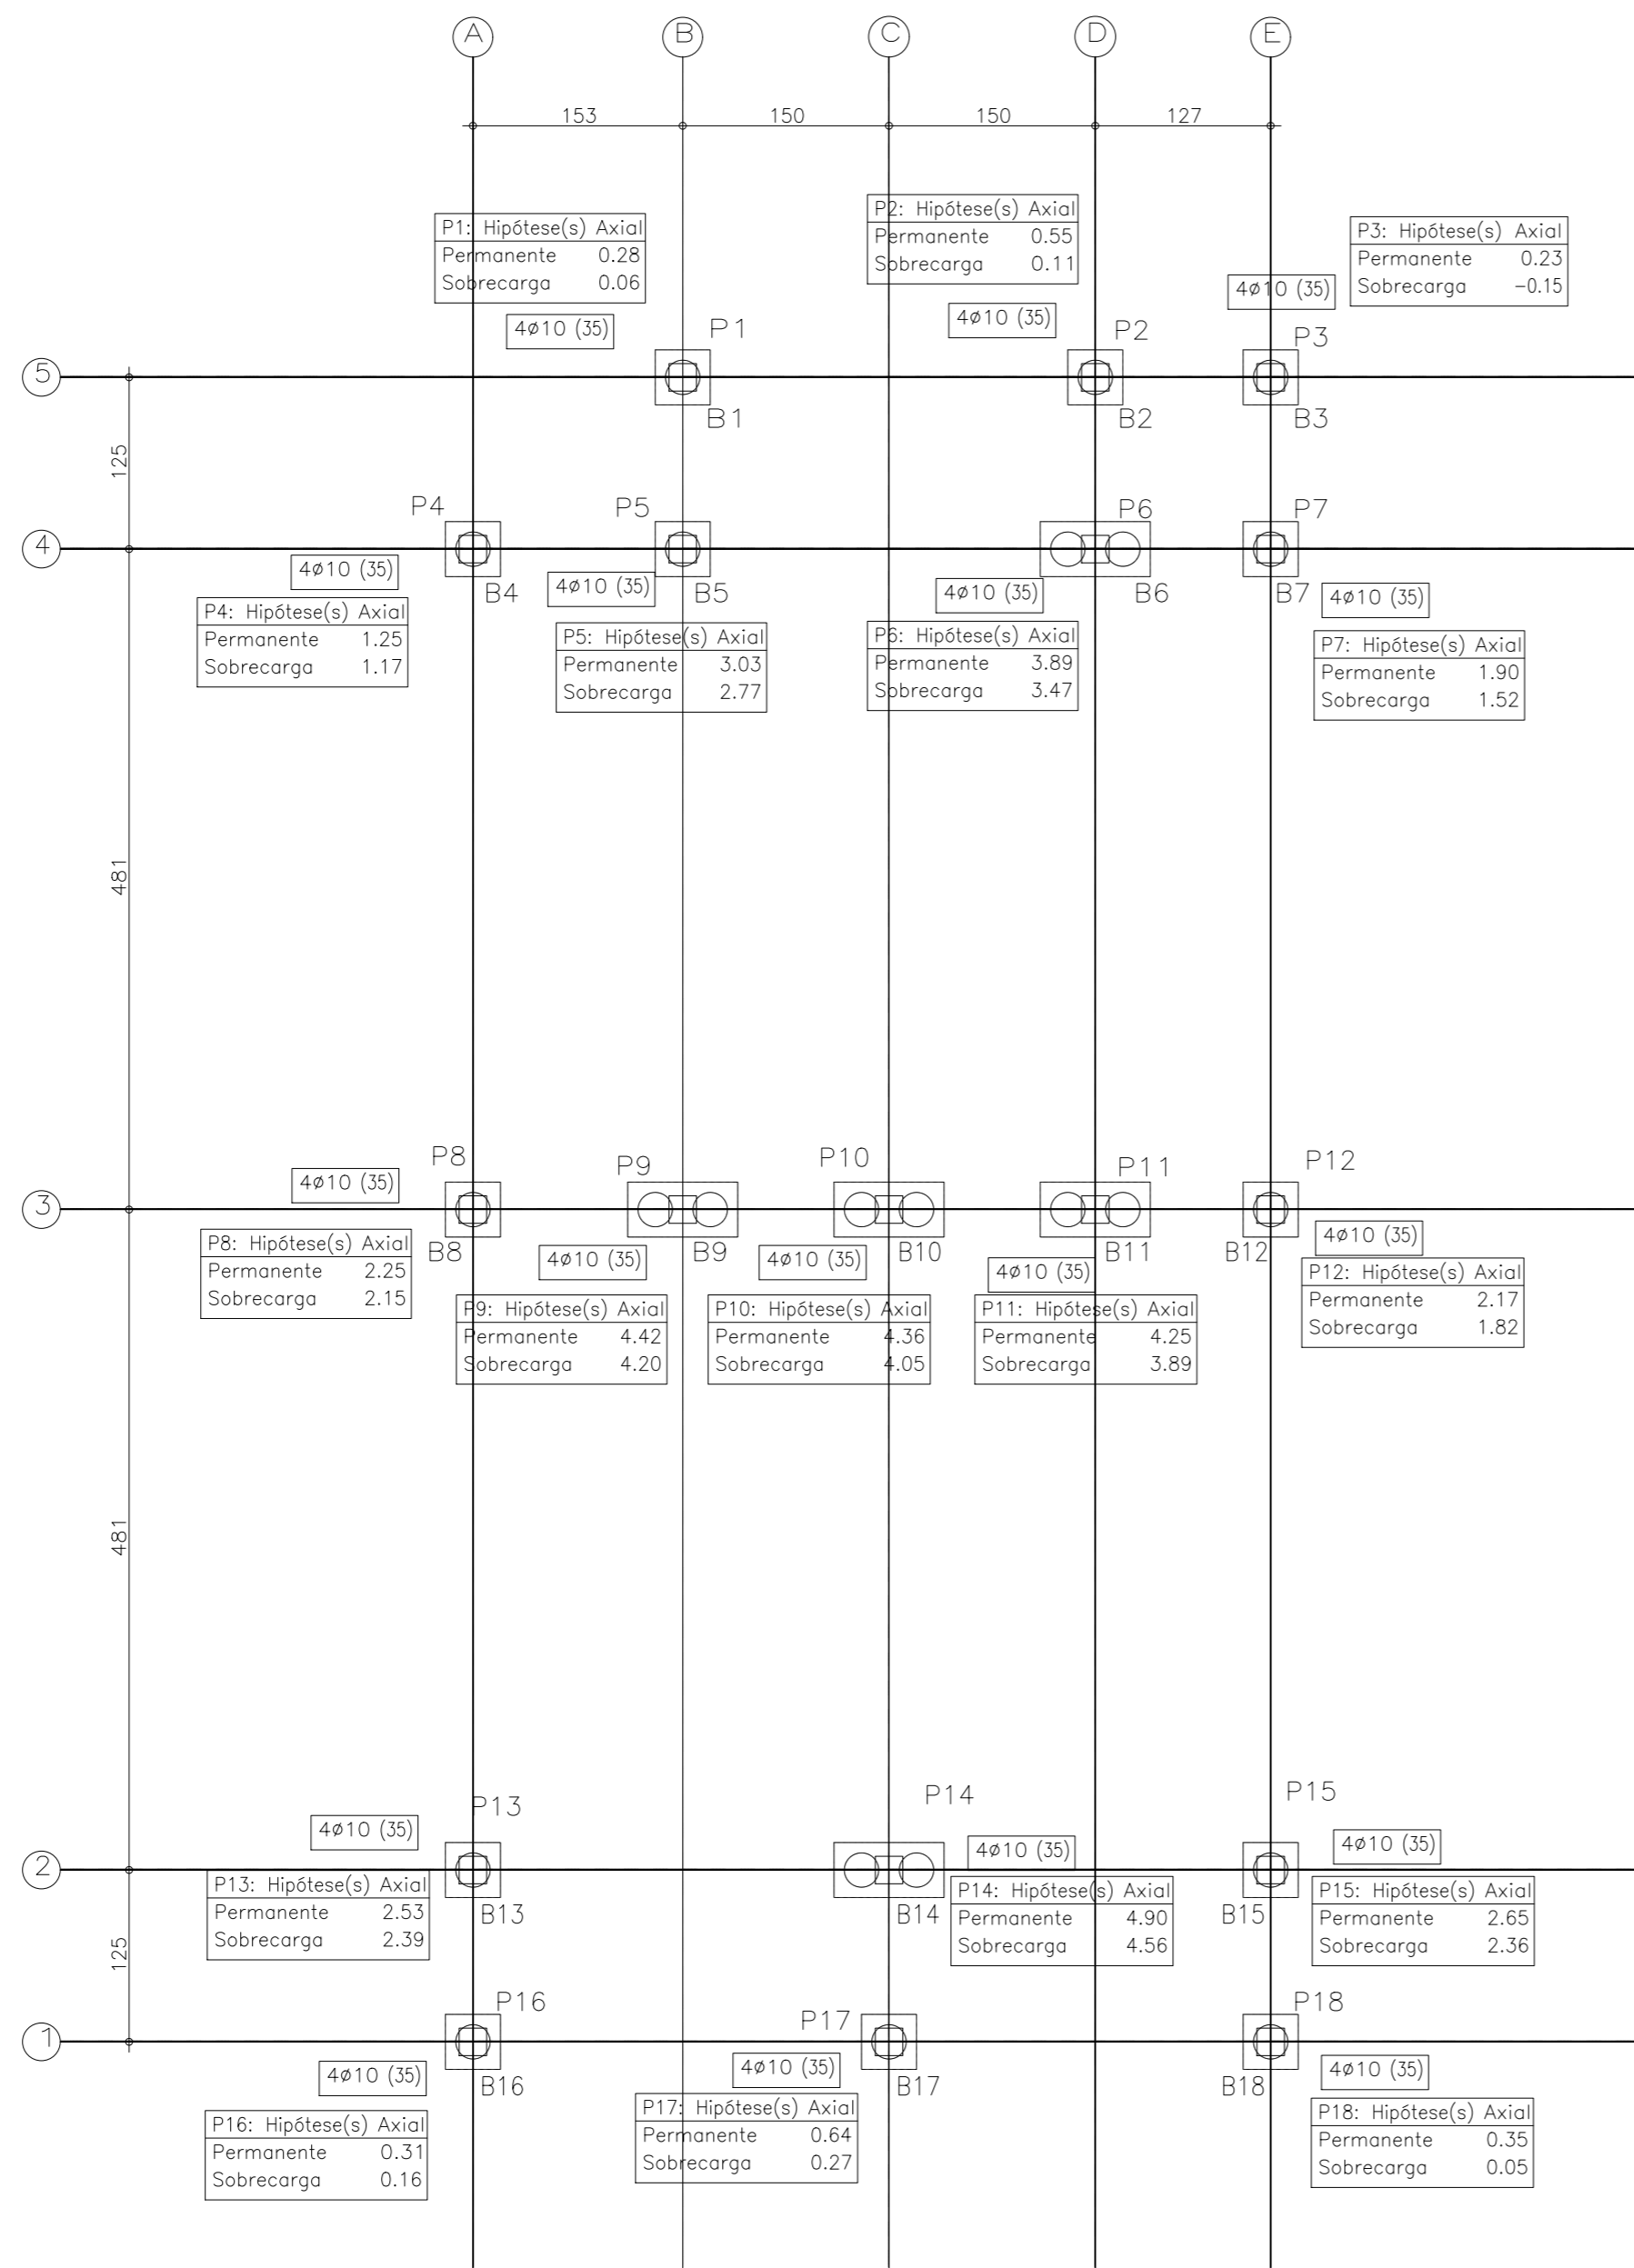 A B C D E
153 150 150 127
P1: Hipótese(s) Axial
Permanente 0.28
Sobrecarga 0.06
P2: Hipótese(s) Axial
Permanente 0.55
Sobrecarga 0.11
P3: Hipótese(s) Axial
Permanente 0.23
Sobrecarga -0.15
4ø10 (35)
4ø10 (35)
4ø10 (35)
P1 P2 P3
5
B1 B2 B3
125
P4 P5 P6 P7
4
B4 B5 B6 B7
4ø10 (35)
4ø10 (35)
4ø10 (35)
4ø10 (35)
P4: Hipótese(s) Axial
Permanente 1.25
Sobrecarga 1.17
P5: Hipótese(s) Axial
Permanente 3.03
Sobrecarga 2.77
P6: Hipótese(s) Axial
Permanente 3.89
Sobrecarga 3.47
P7: Hipótese(s) Axial
Permanente 1.90
Sobrecarga 1.52
481
P8 P9 P10 P11 P12
4ø10 (35)
3
B8 B9 B10 B11 B12
4ø10 (35)
4ø10 (35)
4ø10 (35)
4ø10 (35)
P8: Hipótese(s) Axial
Permanente 2.25
Sobrecarga 2.15
P9: Hipótese(s) Axial
Permanente 4.42
Sobrecarga 4.20
P10: Hipótese(s) Axial
Permanente 4.36
Sobrecarga 4.05
P11: Hipótese(s) Axial
Permanente 4.25
Sobrecarga 3.89
P12: Hipótese(s) Axial
Permanente 2.17
Sobrecarga 1.82
481
P13 P14 P15
4ø10 (35)
4ø10 (35)
4ø10 (35)
2
B13 B14 B15
P13: Hipótese(s) Axial
Permanente 2.53
Sobrecarga 2.39
P14: Hipótese(s) Axial
Permanente 4.90
Sobrecarga 4.56
P15: Hipótese(s) Axial
Permanente 2.65
Sobrecarga 2.36
125
P16 P17 P18
1
B16 B17 B18
4ø10 (35)
4ø10 (35)
4ø10 (35)
P16: Hipótese(s) Axial
Permanente 0.31
Sobrecarga 0.16
P17: Hipótese(s) Axial
Permanente 0.64
Sobrecarga 0.27
P18: Hipótese(s) Axial
Permanente 0.35
Sobrecarga 0.05